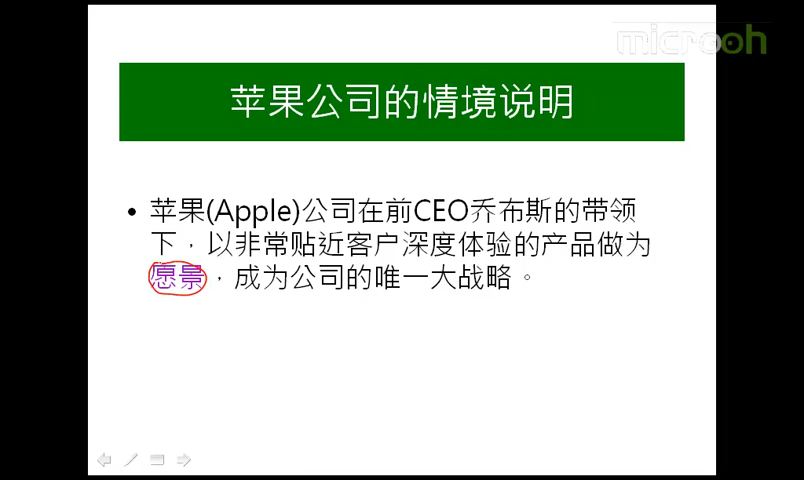 microoh
苹果公司的情境说明
• 苹果(Apple)公司在前CEO乔布斯的带领
下，以非常贴近客户深度体验的产品做为
愿景，成为公司的唯一大战略。